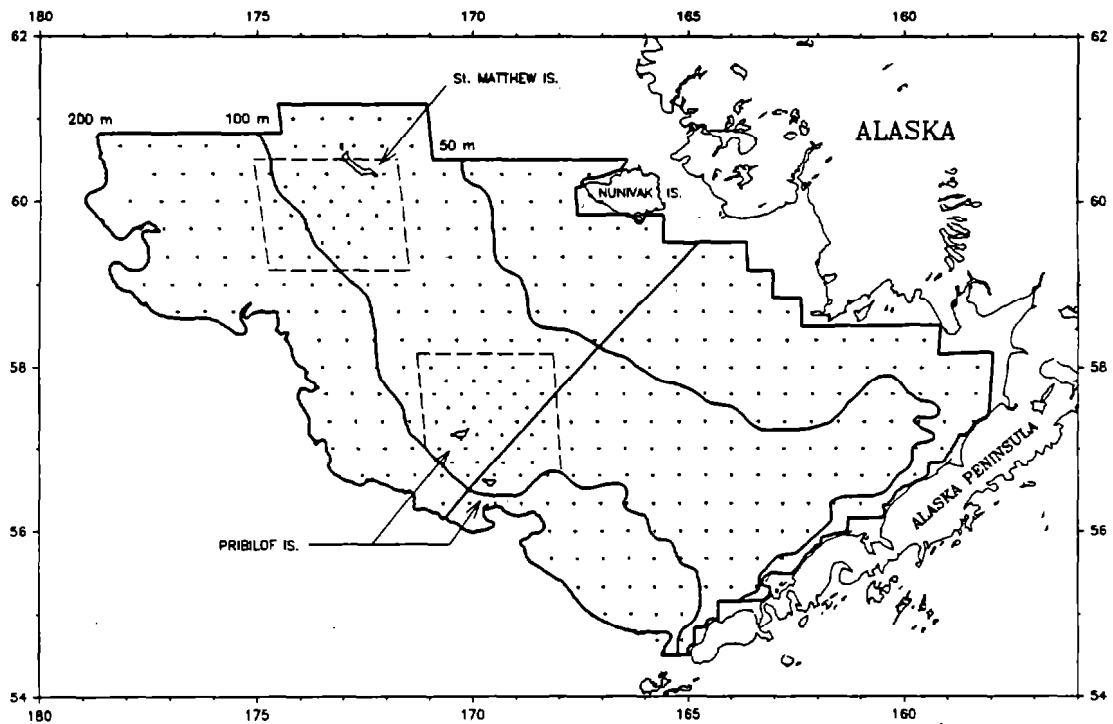 180 175 170 165 160
62 62
St. MATTHEW IS.
200 m 100 m
50 m
ALASKA
NUNIVAK IS.
60 60
58 58
ALASKA PENINSULA
56 56
PRIBILOF IS.
54 54
180 175 170 165 160